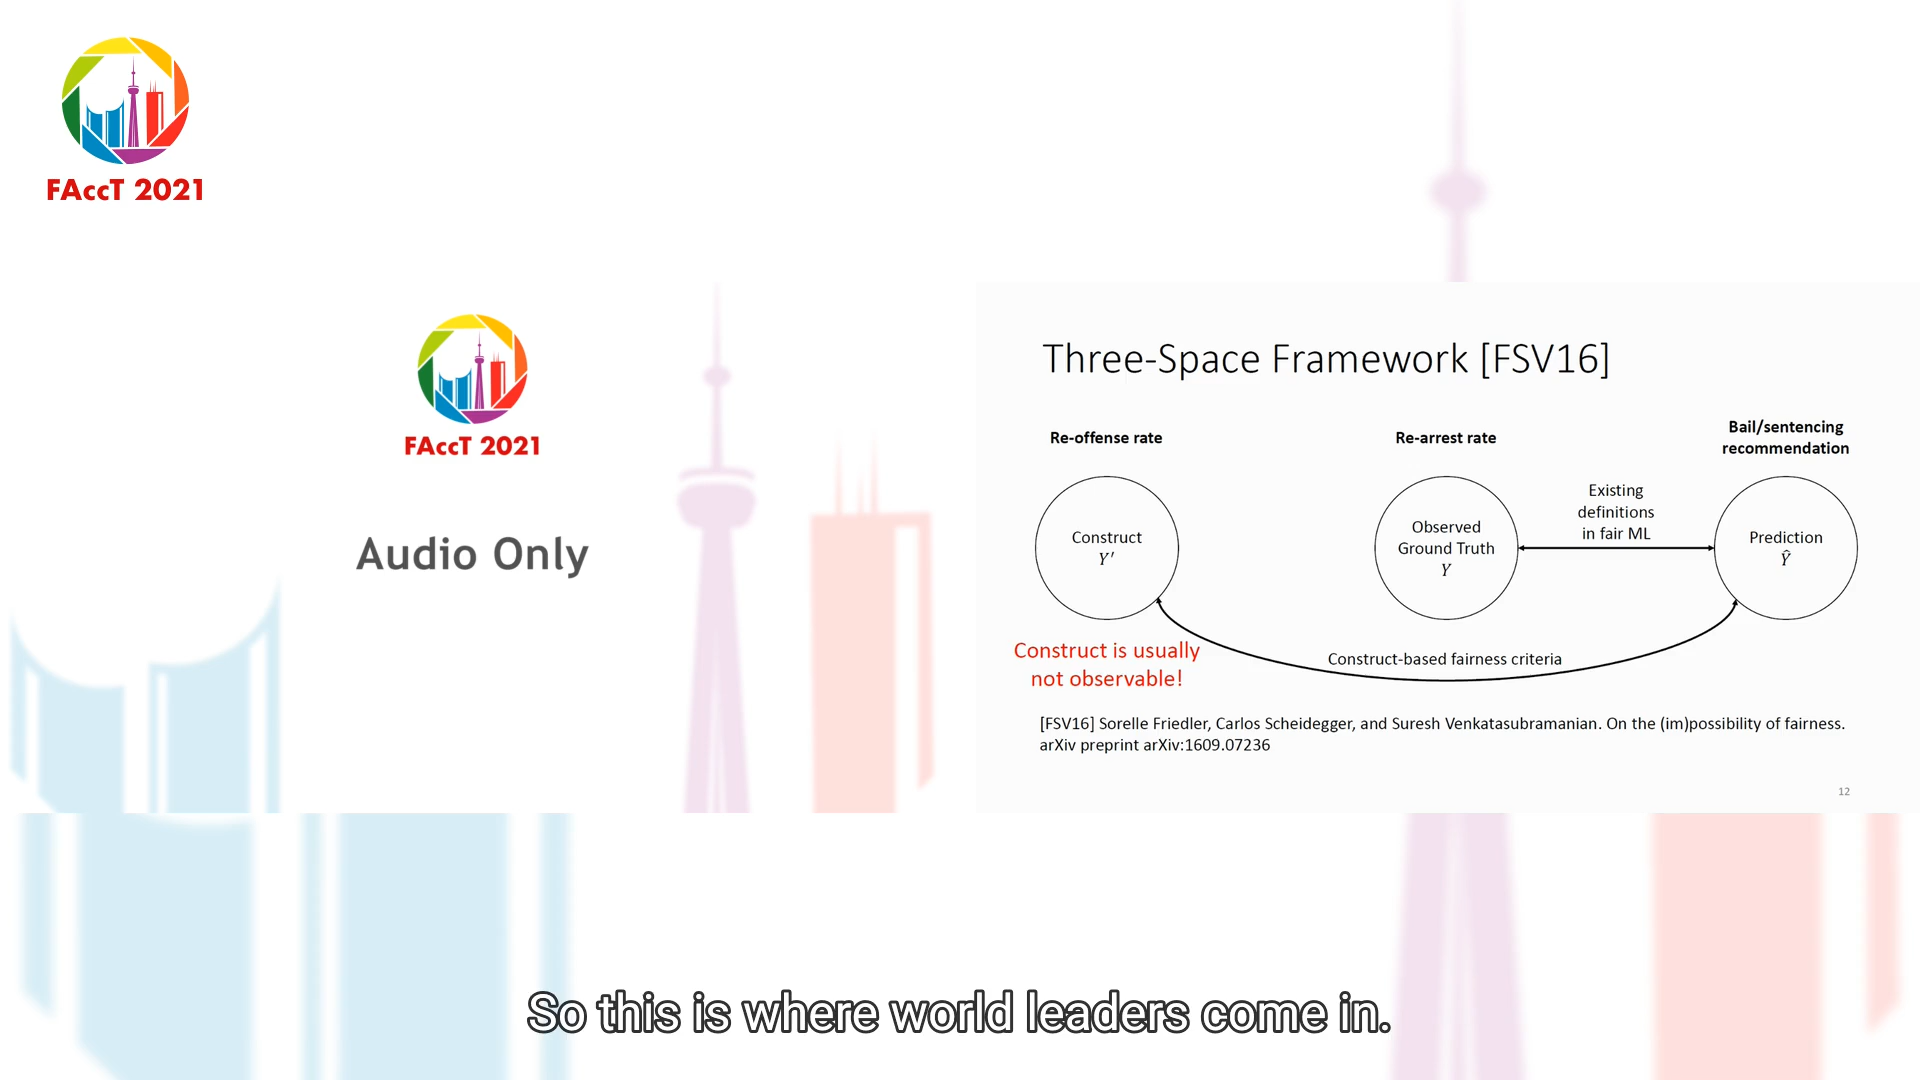 FAccT 2021
FAccT 2021
Audio Only
Three-Space Framework [FSV16]
Re-offense rate
Re-arrest rate
Bail/sentencing
recommendation
Construct
Y′
Observed
Ground Truth
Y
Existing
definitions
in fair ML
Prediction
Ŷ
Construct is usually
not observable!
Construct-based fairness criteria
[FSV16] Sorelle Friedler, Carlos Scheidegger, and Suresh Venkatasubramanian. On the (im)possibility of fairness.
arXiv preprint arXiv:1609.07236
12
So this is where world leaders come in.